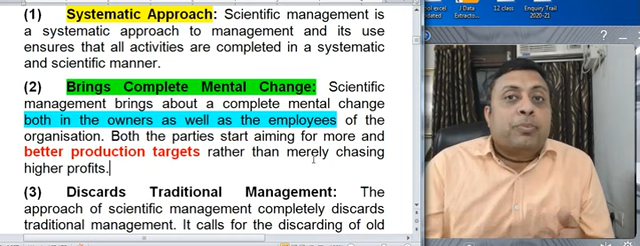 (1) Systematic Approach: Scientific management is
a systematic approach to management and its use
ensures that all activities are completed in a systematic
and scientific manner.
(2) Brings Complete Mental Change: Scientific
management brings about a complete mental change
both in the owners as well as the employees of the
organisation. Both the parties start aiming for more and
better production targets rather than merely chasing
higher profits.
(3) Discards Traditional Management: The
approach of scientific management completely discards
traditional management. It calls for the discarding of old
J Data
12 class
Enquiry Trail
2020-21